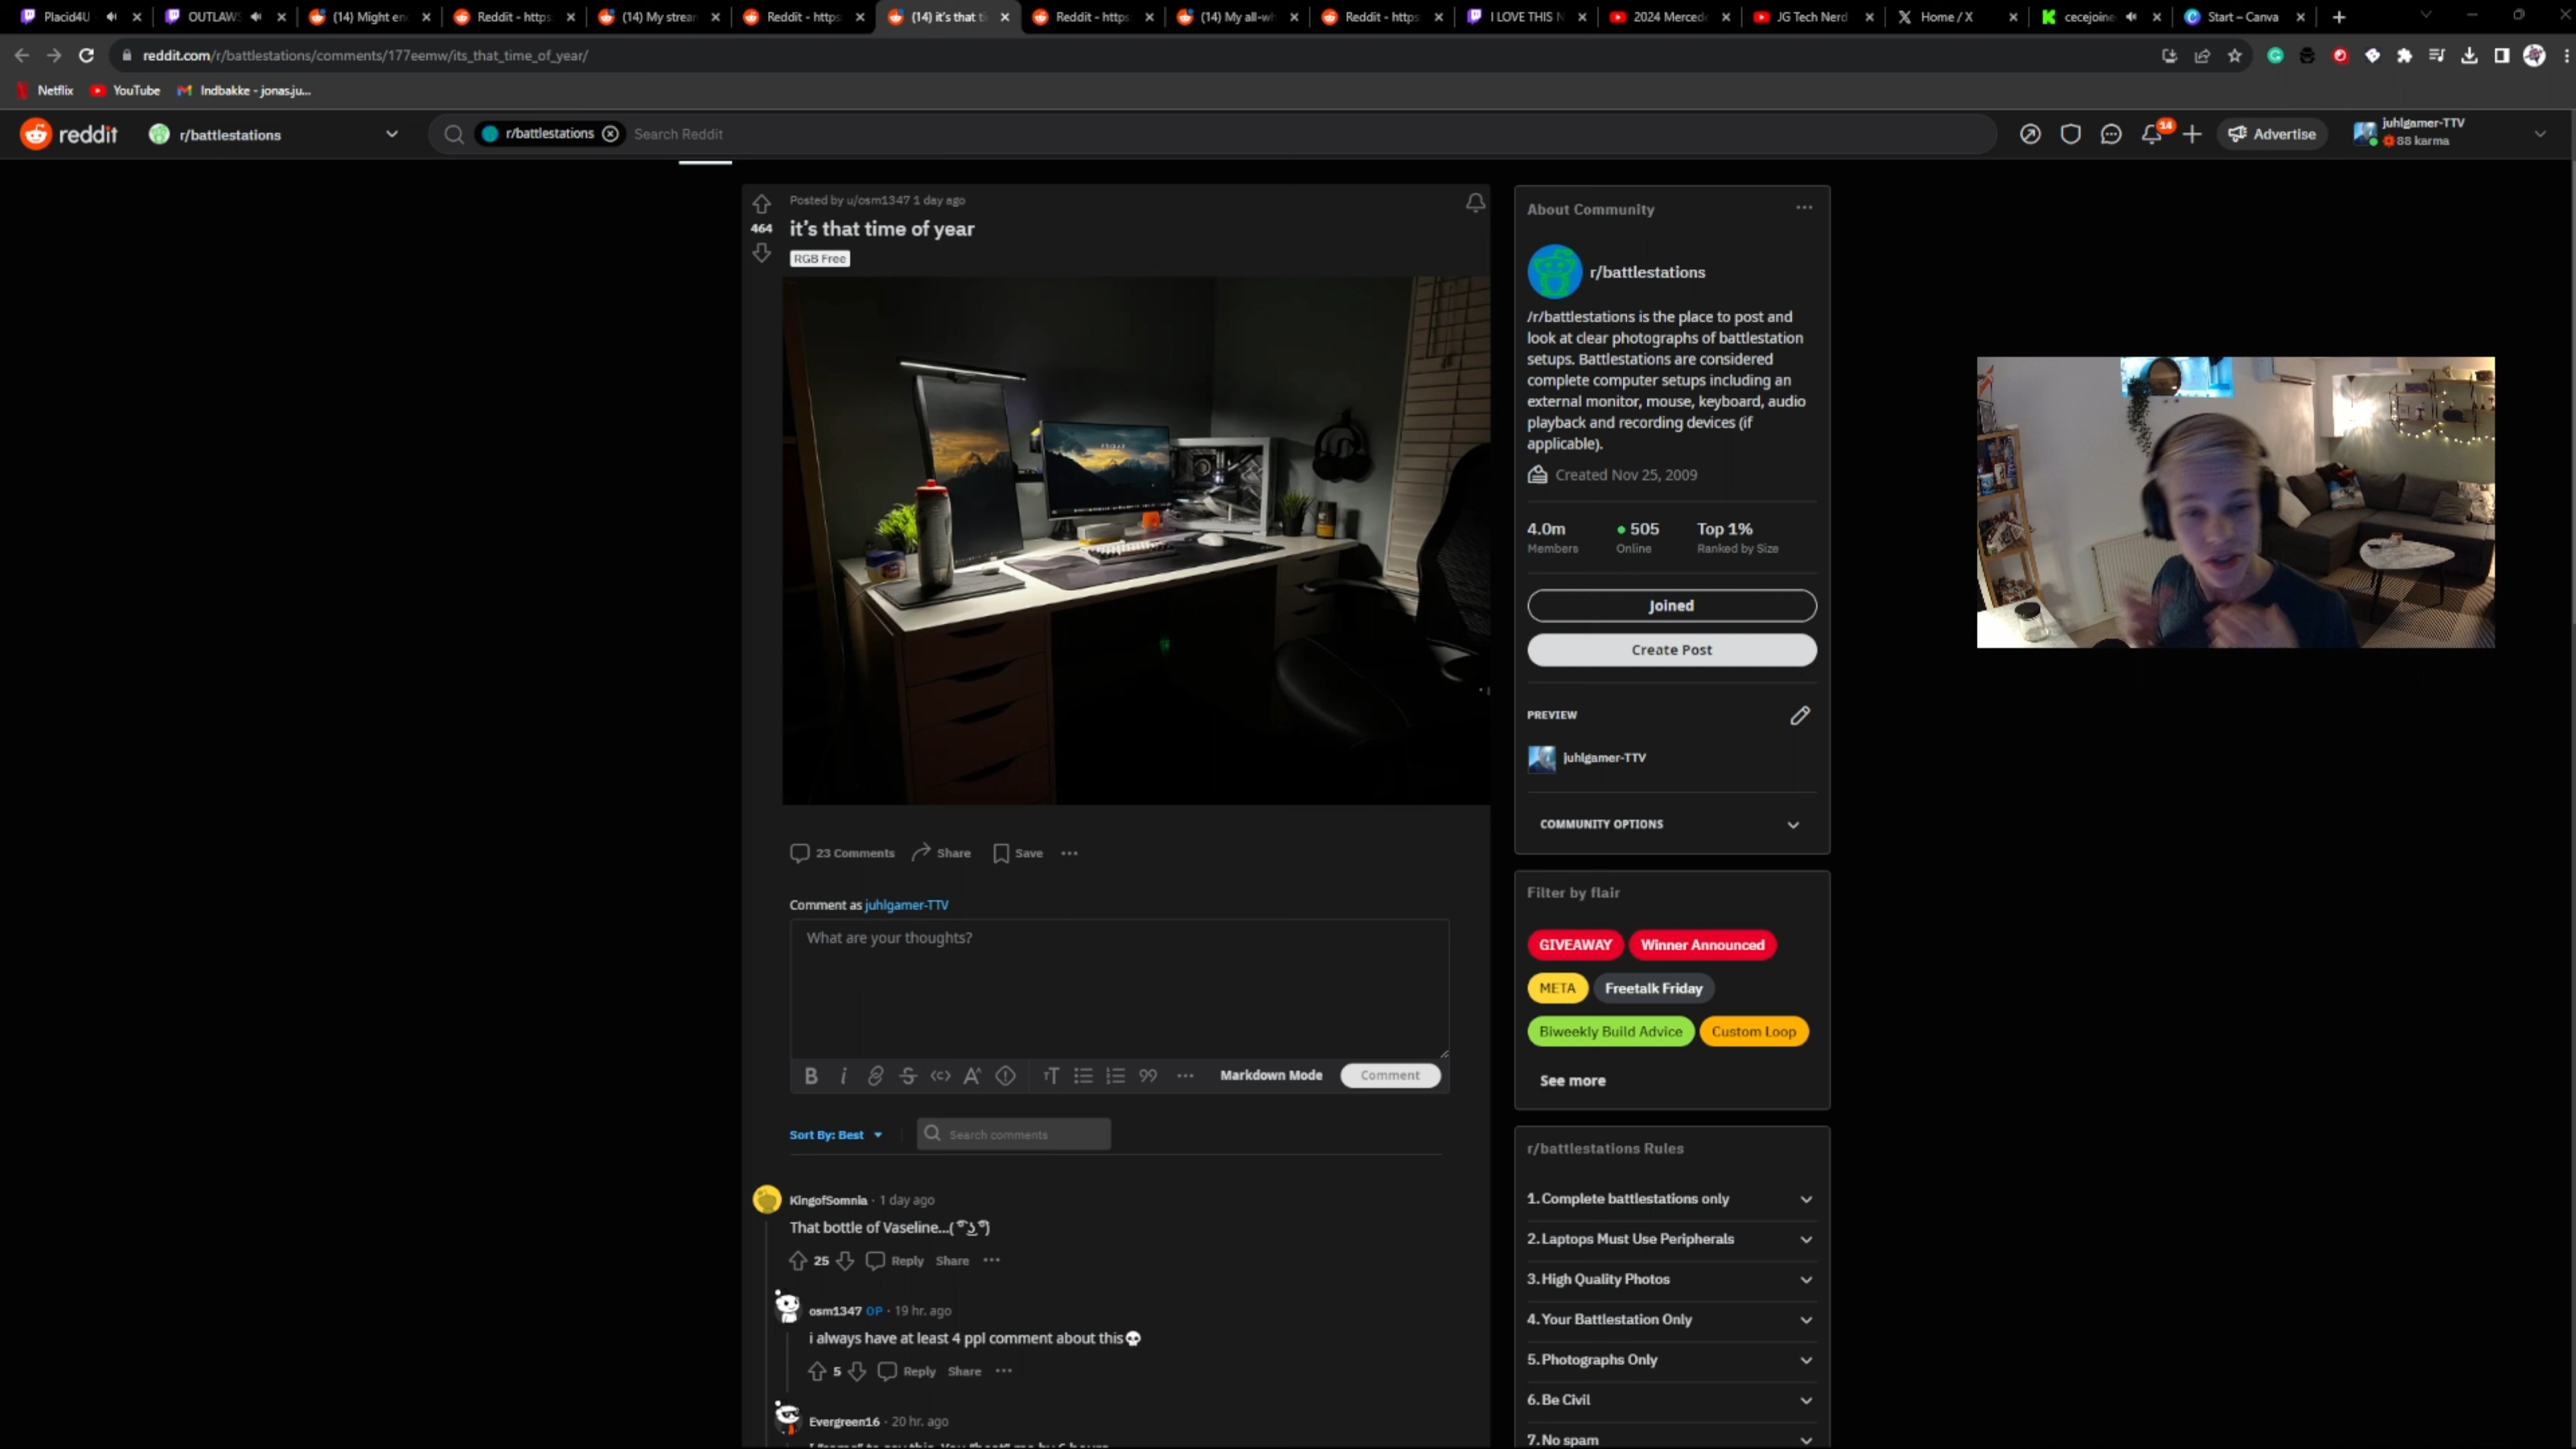 Placid4U
OUTLAWS
(14) Might en
Reddit - https
(14) My strean
Reddit - https
(14) it's that ti
Reddit - https
(14) My all-wh
Reddit - https
I LOVE THIS N
2024 Merced
JG Tech Nerd
Home / X
cecejoine
Start – Canva
reddit.com/r/battlestations/comments/177eemw/its_that_time_of_year/
Netflix
YouTube
Indbakke - jonas.ju...
reddit
r/battlestations
r/battlestations
Search Reddit
14
Advertise
juhlgamer-TTV
88 karma
Posted by u/osm1347 1 day ago
464
it's that time of year
RGB Free
23 Comments
Share
Save
Comment as juhlgamer-TTV
What are your thoughts?
Markdown Mode
Comment
Sort By: Best
Search comments
KingofSomnia · 1 day ago
That bottle of Vaseline...( ͡° ͜ʖ ͡°)
25
Reply
Share
osm1347 OP · 19 hr. ago
i always have at least 4 ppl comment about this💀
5
Reply
Share
Evergreen16 · 20 hr. ago
About Community
r/battlestations
/r/battlestations is the place to post and
look at clear photographs of battlestation
setups. Battlestations are considered
complete computer setups including an
external monitor, mouse, keyboard, audio
playback and recording devices (if
applicable).
Created Nov 25, 2009
4.0m
Members
505
Online
Top 1%
Ranked by Size
Joined
Create Post
PREVIEW
juhlgamer-TTV
COMMUNITY OPTIONS
Filter by flair
GIVEAWAY
Winner Announced
META
Freetalk Friday
Biweekly Build Advice
Custom Loop
See more
r/battlestations Rules
1. Complete battlestations only
2. Laptops Must Use Peripherals
3. High Quality Photos
4. Your Battlestation Only
5. Photographs Only
6. Be Civil
7. No spam